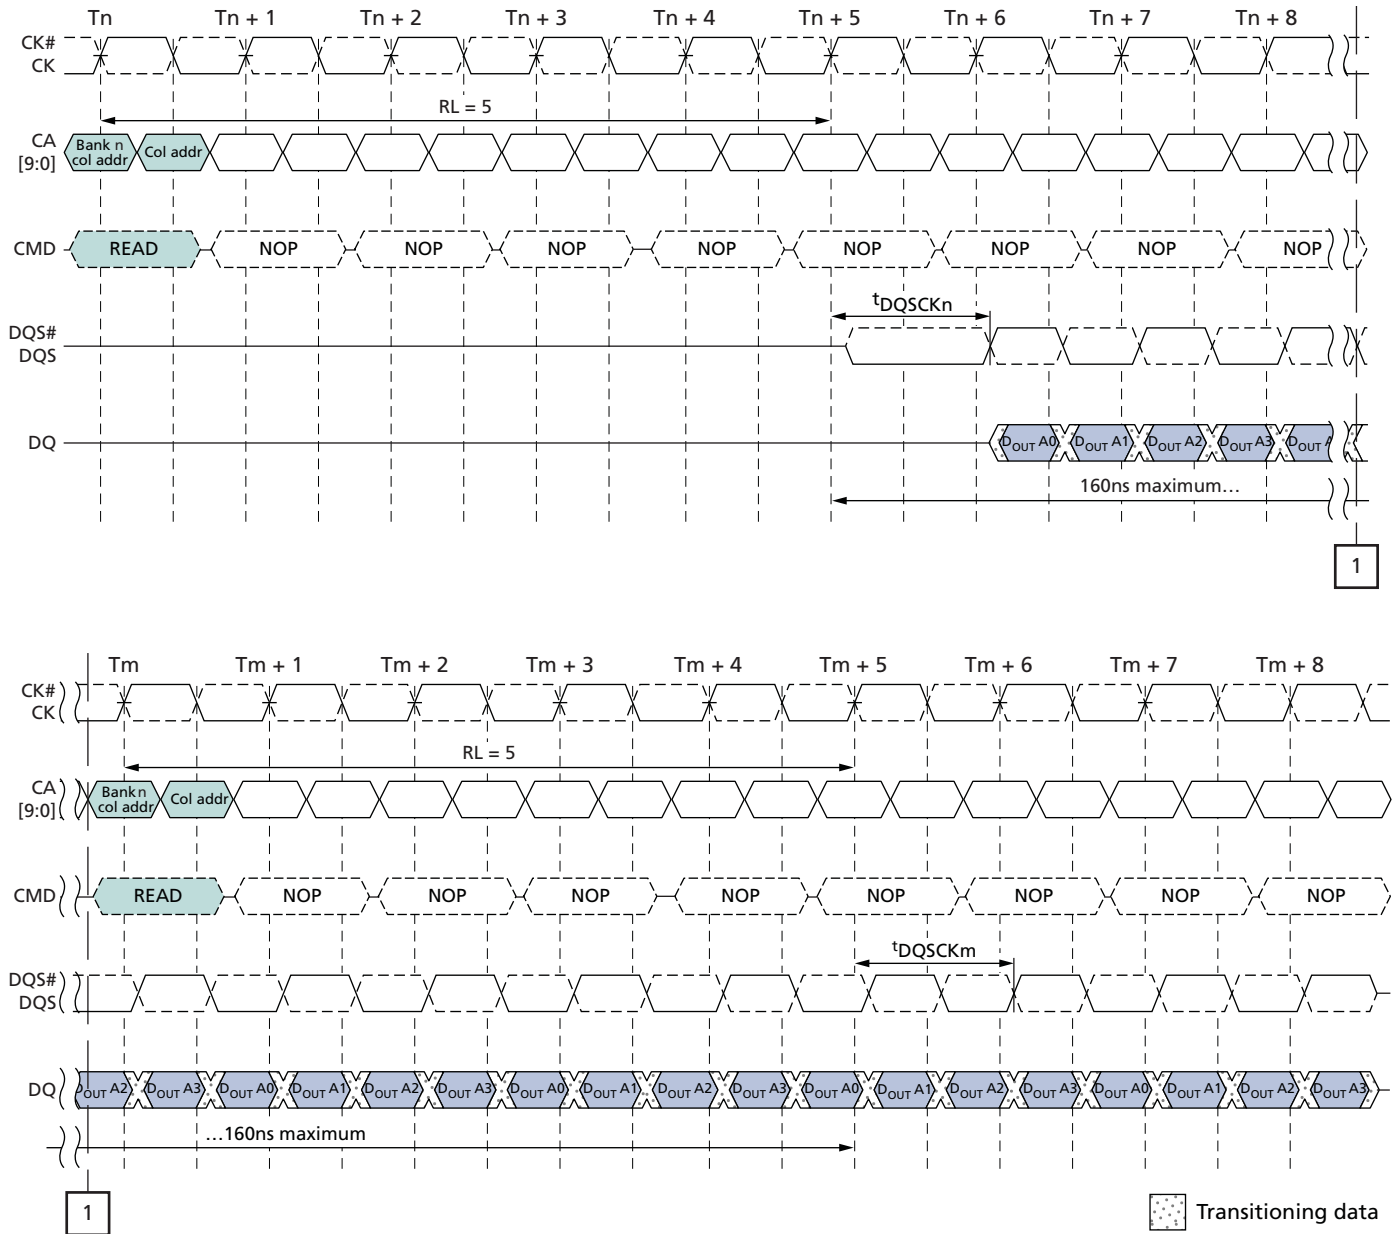 Tn Tn + 1 Tn + 2 Tn + 3 Tn + 4 Tn + 5 Tn + 6 Tn + 7 Tn + 8
CK#
CK
RL = 5
CA
[9:0]
Bank n
col addr
Col addr
CMD READ NOP NOP NOP NOP NOP NOP NOP NOP
tDQSCKn
DQS#
DQS
DQ DOUT A0 DOUT A1 DOUT A2 DOUT A3 DOUT A
160ns maximum…
1
Tm Tm + 1 Tm + 2 Tm + 3 Tm + 4 Tm + 5 Tm + 6 Tm + 7 Tm + 8
CK#
CK
RL = 5
CA
[9:0]
Bank n
col addr
Col addr
CMD READ NOP NOP NOP NOP NOP NOP NOP NOP
tDQSCKm
DQS#
DQS
DQ DOUT A2 DOUT A3 DOUT A0 DOUT A1 DOUT A2 DOUT A3 DOUT A0 DOUT A1 DOUT A2 DOUT A3 DOUT A0 DOUT A1 DOUT A2 DOUT A3 DOUT A0 DOUT A1 DOUT A2 DOUT A3
…160ns maximum
1
Transitioning data